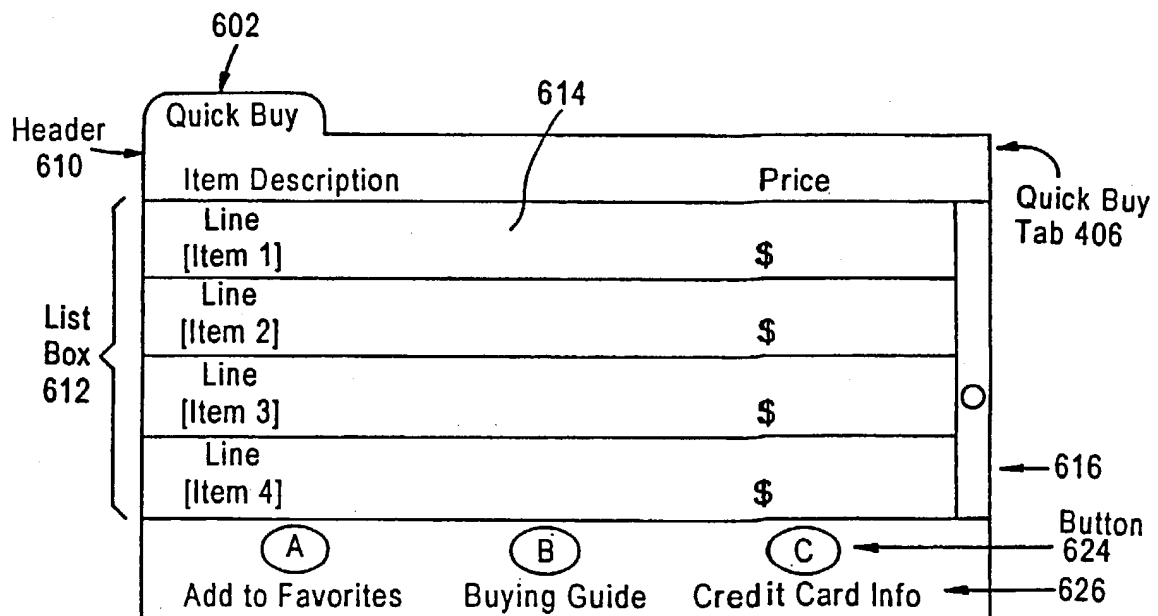 602
Quick Buy
614
Header
610
Item Description Price
Quick Buy
Tab 406
Line
[Item 1] $
Line
[Item 2] $
List
Box
612
Line
[Item 3] $
Line
[Item 4] $
616
A B C
Button
624
Add to Favorites Buying Guide Credit Card Info
626